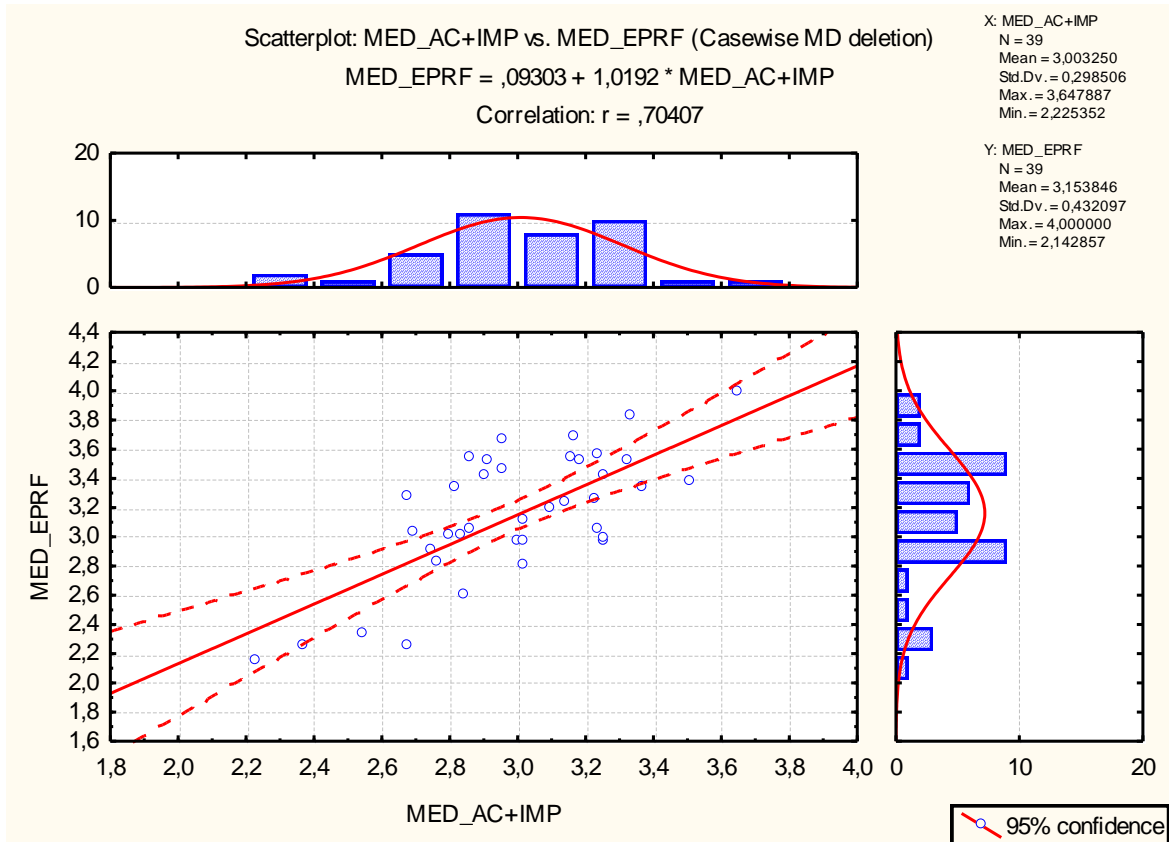 Scatterplot: MED_AC+IMP vs. MED_EPRF (Casewise MD deletion)
MED_EPRF = ,09303 + 1,0192 * MED_AC+IMP
Correlation: r = ,70407
X: MED_AC+IMP
N = 39
Mean = 3,003250
Std.Dv. = 0,298506
Max. = 3,647887
Min. = 2,225352
Y: MED_EPRF
N = 39
Mean = 3,153846
Std.Dv. = 0,432097
Max. = 4,000000
Min. = 2,142857
20
10
0
4,4
4,2
4,0
3,8
3,6
3,4
3,2
3,0
2,8
2,6
2,4
2,2
2,0
1,8
1,6
MED_EPRF
1,8 2,0 2,2 2,4 2,6 2,8 3,0 3,2 3,4 3,6 3,8 4,0
MED_AC+IMP
0 10 20
95% confidence